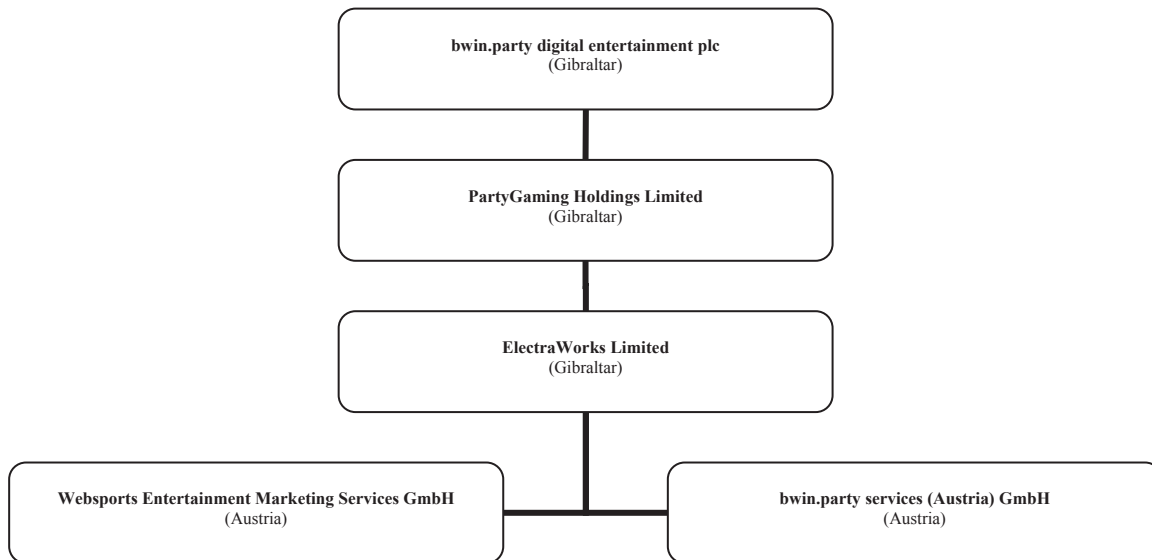 bwin.party digital entertainment plc
(Gibraltar)
PartyGaming Holdings Limited
(Gibraltar)
ElectraWorks Limited
(Gibraltar)
Websports Entertainment Marketing Services GmbH
(Austria)
bwin.party services (Austria) GmbH
(Austria)